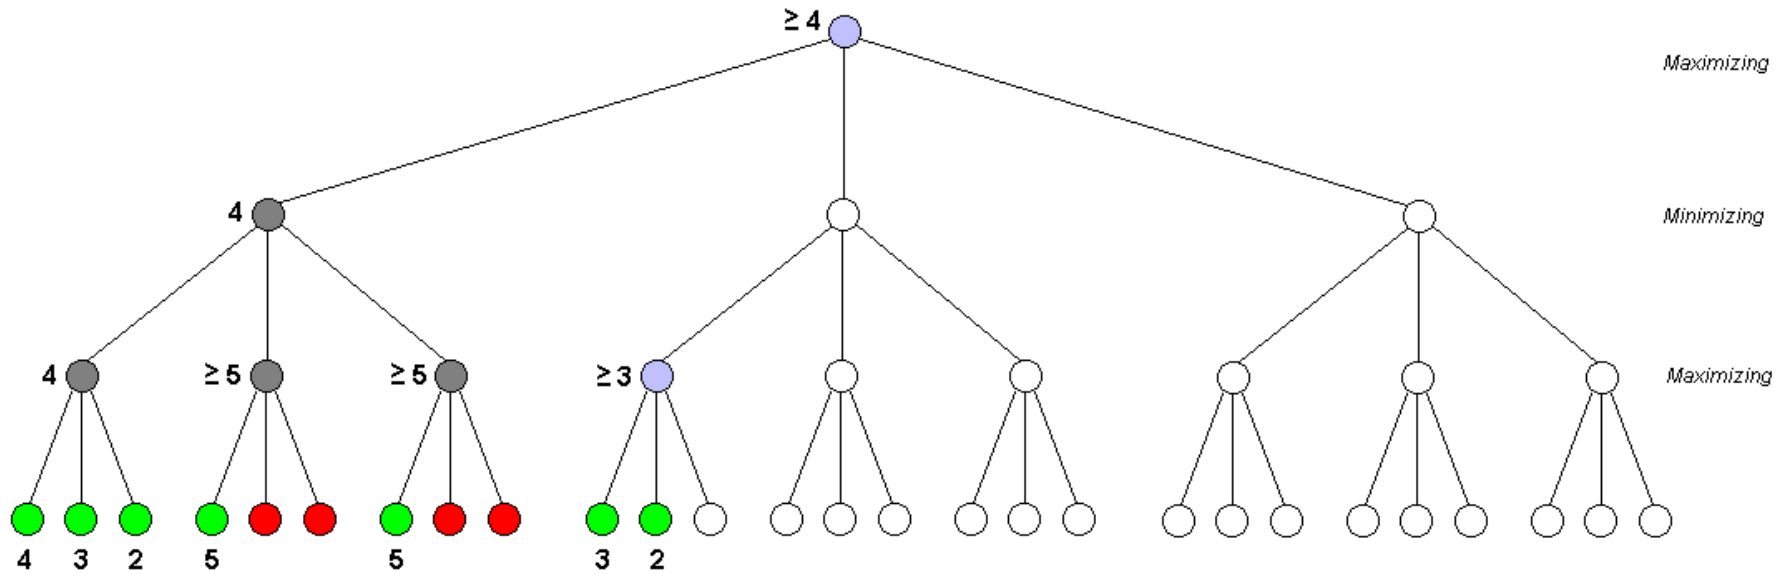 ≥ 4
Maximizing
4
Minimizing
4 ≥ 5 ≥ 5 ≥ 3
Maximizing
4 3 2 5 5 3 2